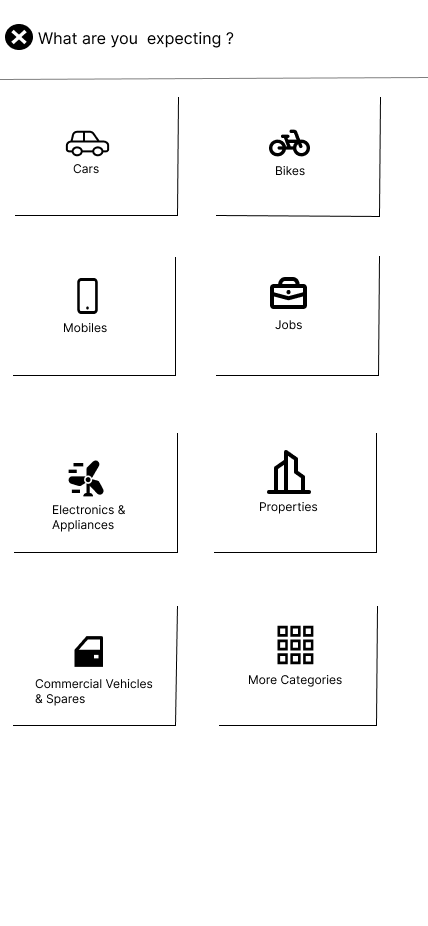 What are you  expecting ?
Cars
Bikes
Mobiles
Jobs
Electronics &
Appliances
Properties
Commercial Vehicles
& Spares
More Categories